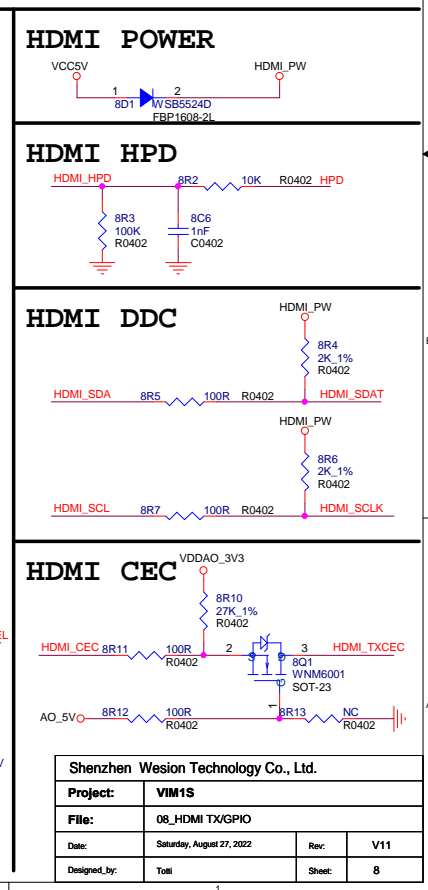 HDMI POWER
VCC5V
HDMI_PW
1
2
8D1
WSB5524D
FBP1608-2L
HDMI HPD
HDMI_HPD
8R2
10K
R0402
HPD
8R3
100K
R0402
8C6
1nF
C0402
HDMI DDC
HDMI_PW
8R4
2K_1%
R0402
HDMI_SDA
8R5
100R
R0402
HDMI_SDAT
HDMI_PW
8R6
2K_1%
R0402
HDMI_SCL
8R7
100R
R0402
HDMI_SCLK
HDMI CEC
VDDAO_3V3
8R10
27K_1%
R0402
HDMI_CEC
8R11
100R
R0402
2
3
HDMI_TXCEC
8Q1
WNM6001
SOT-23
1
G
AO_5V
8R12
100R
R0402
8R13
NC
R0402
Shenzhen Wesion Technology Co., Ltd.
Project: VIM1S
File: 08_HDMI TX/GPIO
Date: Saturday, August 27, 2022 Rev: V11
Designed_by: Totti Sheet: 8
1